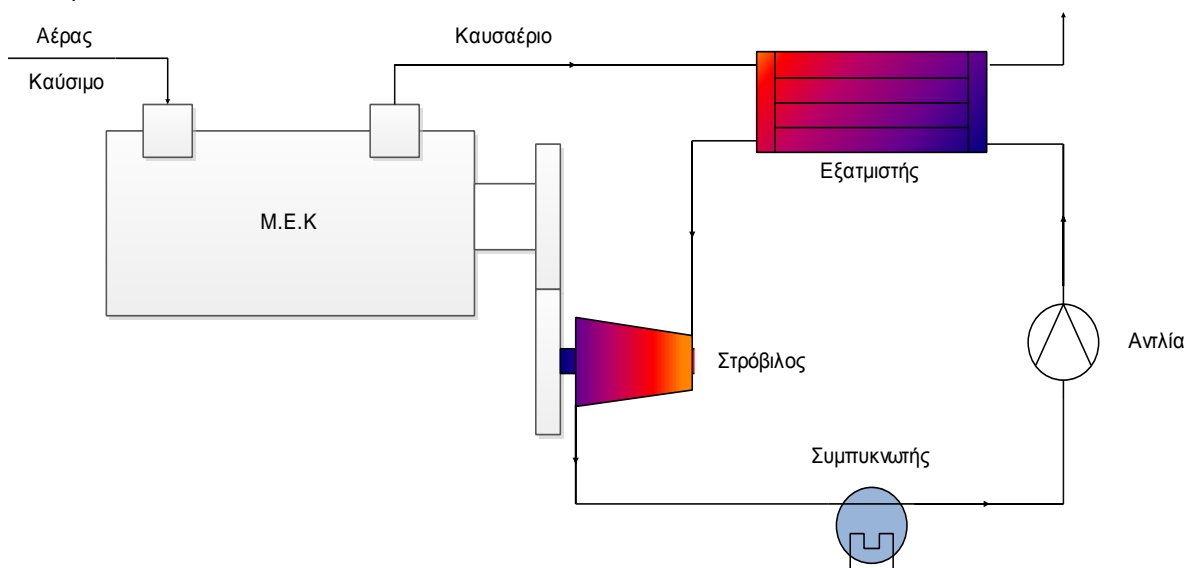 Αέρας
Καύσιμο
Καυσαέριο
Εξατμιστής
Μ.Ε.Κ
Στρόβιλος
Αντλία
Συμπυκνωτής